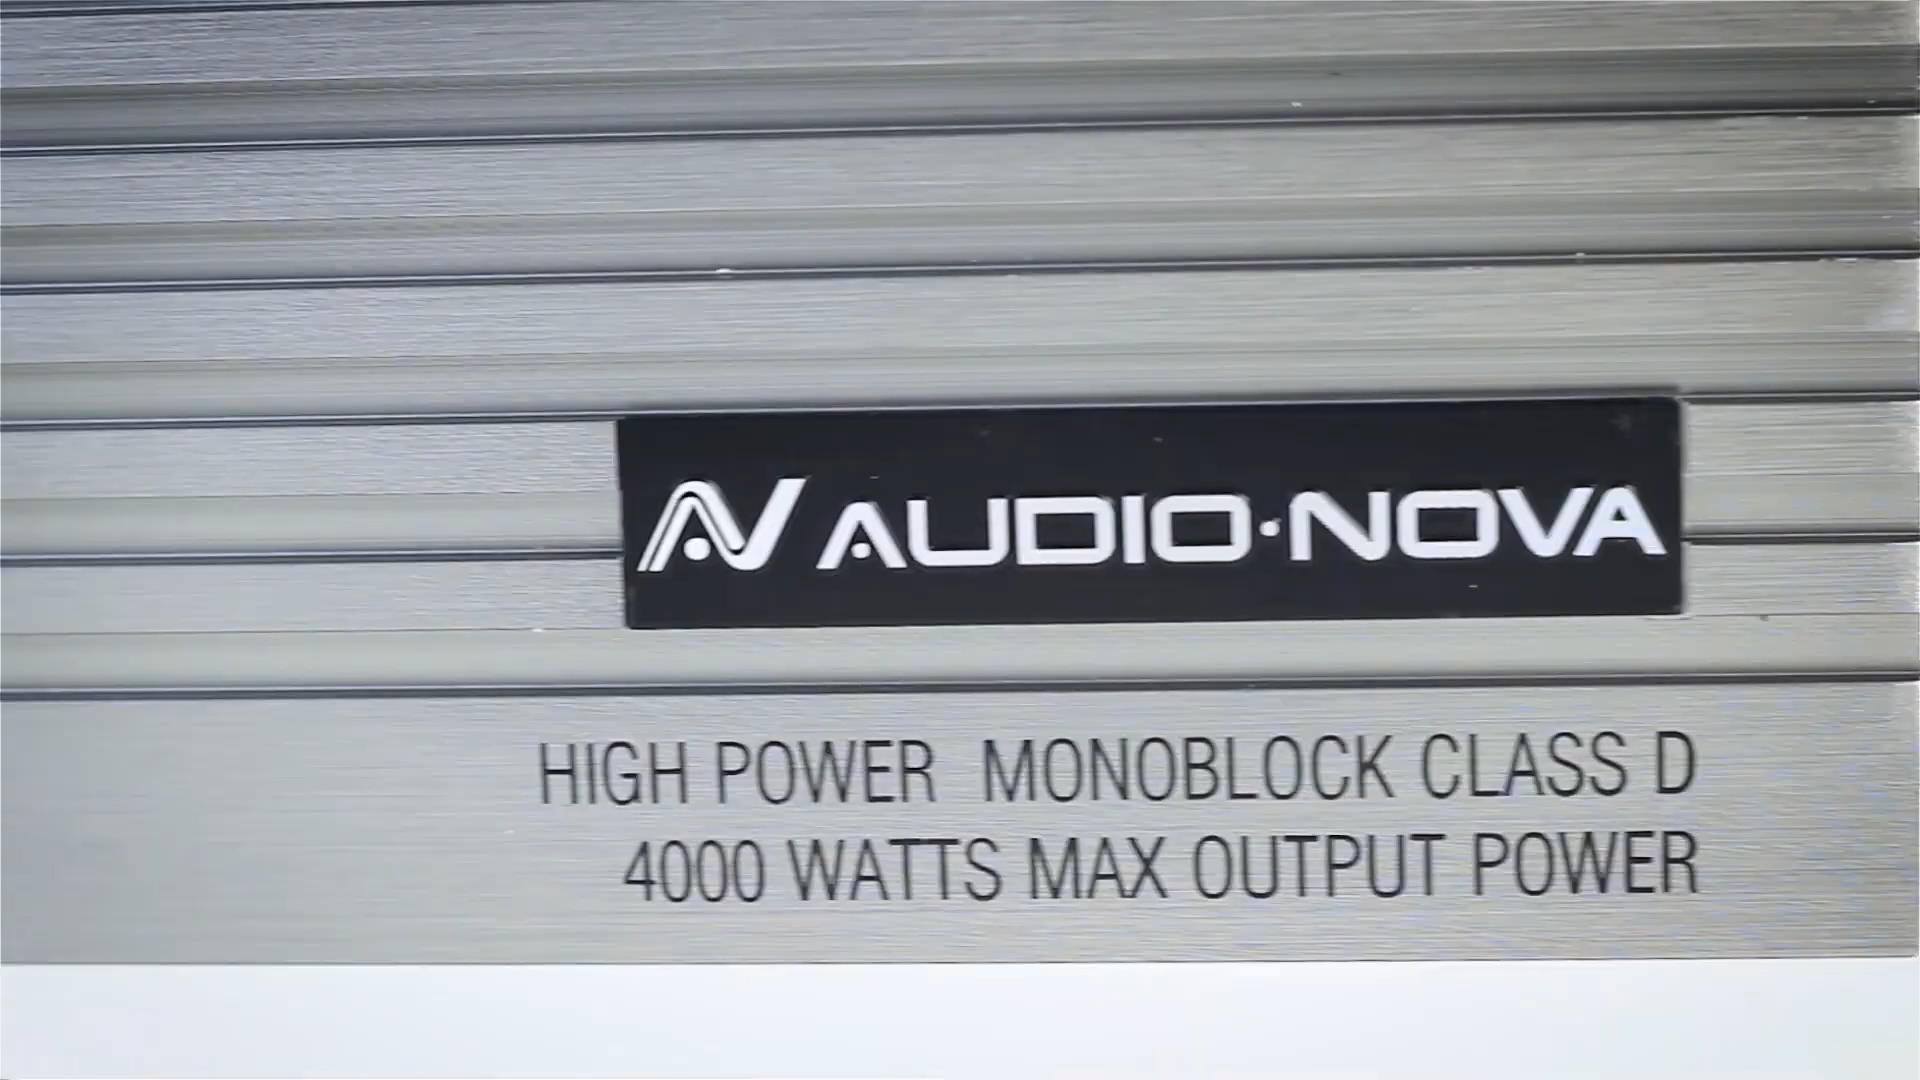 AUDIO·NOVA
HIGH POWER MONOBLOCK CLASS D
4000 WATTS MAX OUTPUT POWER